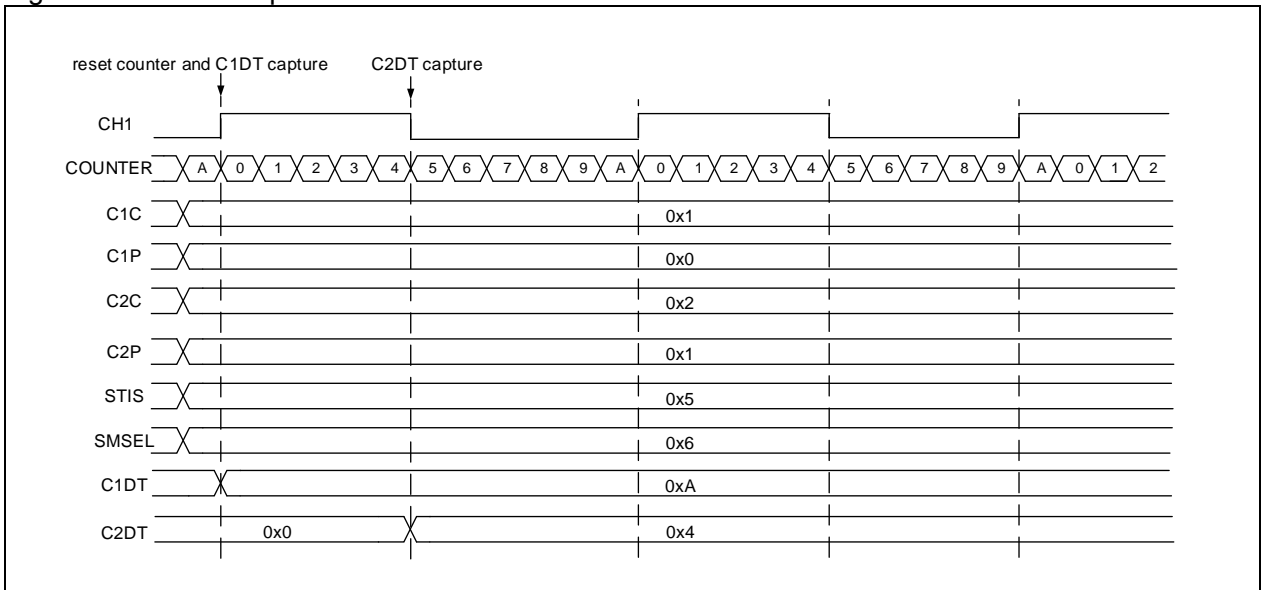 reset counter and C1DT capture C2DT capture
CH1
COUNTER A 0 1 2 3 4 5 6 7 8 9 A 0 1 2 3 4 5 6 7 8 9 A 0 1 2
C1C 0x1
C1P 0x0
C2C 0x2
C2P 0x1
STIS 0x5
SMSEL 0x6
C1DT 0xA
C2DT 0x0 0x4